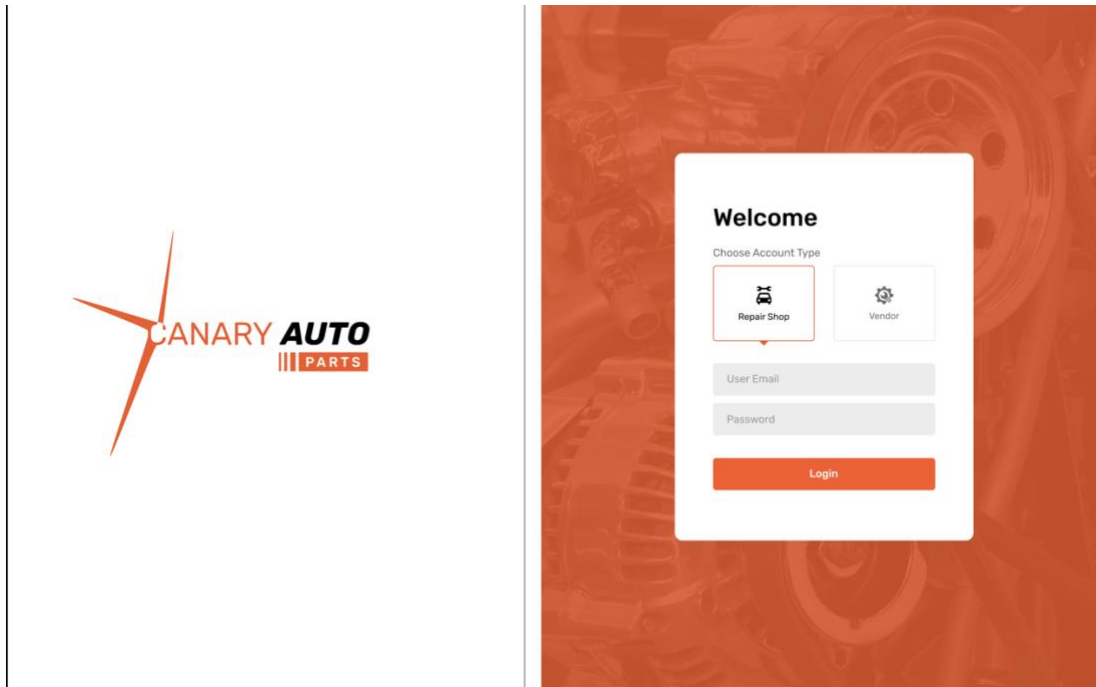 CANARY AUTO
PARTS
Welcome
Choose Account Type
Repair Shop
Vendor
User Email
Password
Login